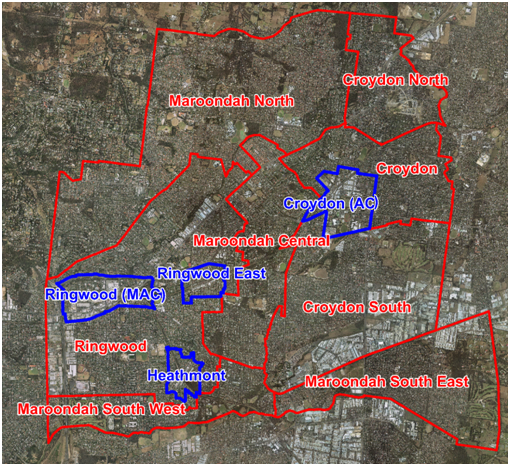 Croydon North
Maroondah North
Croydon
Croydon (AC)
Maroondah Central
Ringwood East
Ringwood (MAC)
Croydon South
Ringwood
Heathmont
Maroondah South East
Maroondah South West